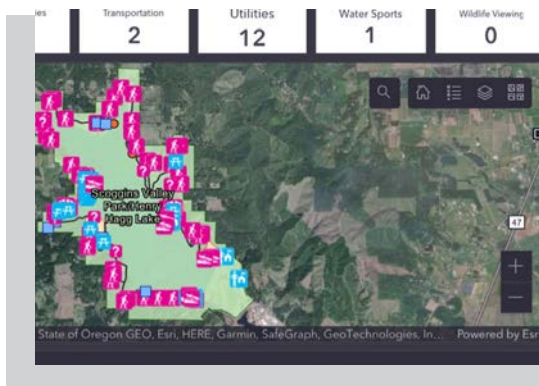 ies
Transportation
2
Utilities
12
Water Sports
1
Wildlife Viewing
0
Scoggins Valley
Park/Henry
Hagg Lake
47
State of Oregon GEO, Esri, HERE, Garmin, SafeGraph, GeoTechnologies, In... Powered by Esr